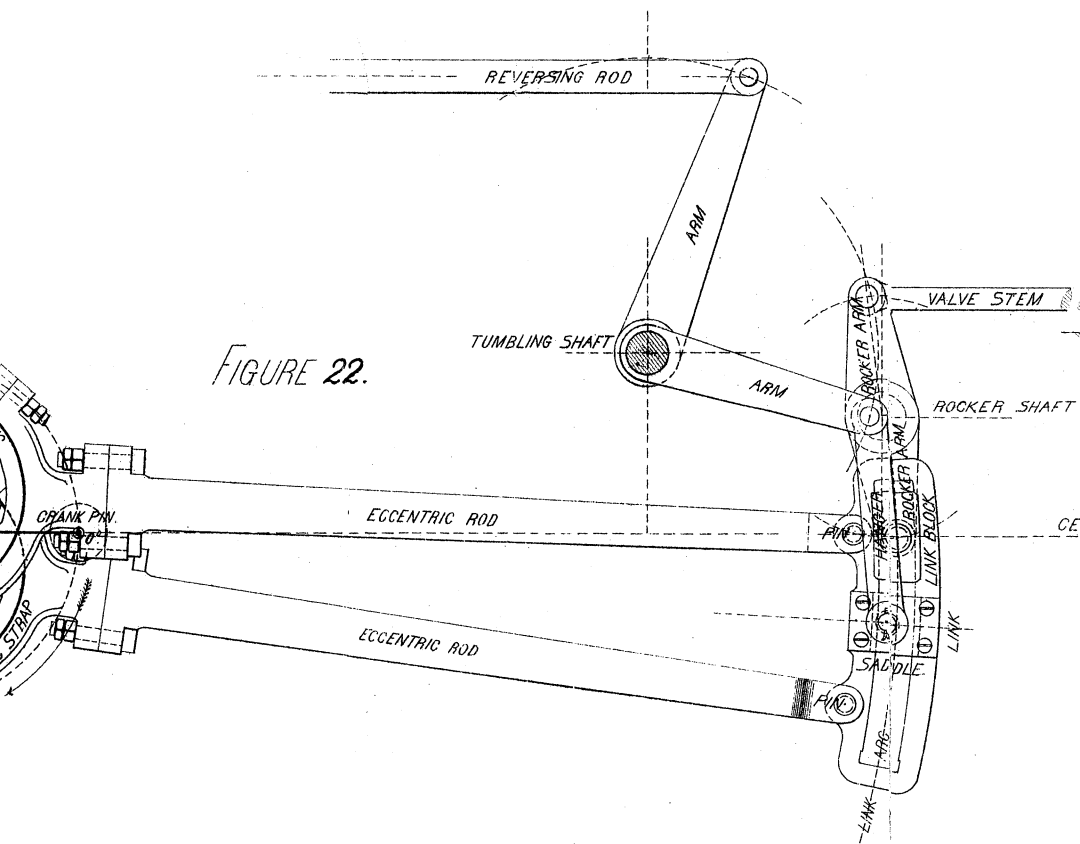 REVERSING ROD
ARM
VALVE STEM
ROCKER ARM
TUMBLING SHAFT
FIGURE 22.
ARM
ROCKER SHAFT
ROCKER ARM
CRANK PIN.
0°
ECCENTRIC ROD
PIN
HANGER
LINK BLOCK
CE
STRAP
ECCENTRIC ROD
LINK
SADDLE.
PIN
ARC
LINK